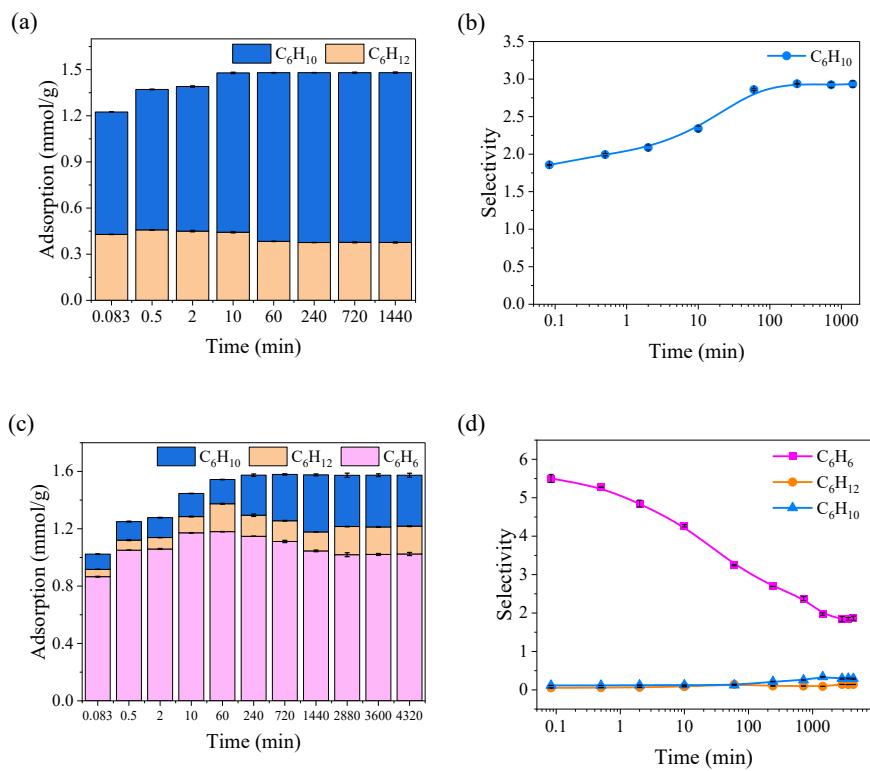 (a)
C₆H₁₀ C₆H₁₂
Adsorption (mmol/g)
1.5
1.2
0.9
0.6
0.3
0.0
0.083 0.5 2 10 60 240 720 1440
Time (min)
(b)
C₆H₁₀
Selectivity
3.5
3.0
2.5
2.0
1.5
1.0
0.5
0.0
0.1 1 10 100 1000
Time (min)
(c)
C₆H₁₀ C₆H₁₂ C₆H₆
Adsorption (mmol/g)
1.6
1.2
0.8
0.4
0.0
0.083 0.5 2 10 60 240 720 1440 2880 3600 4320
Time (min)
(d)
C₆H₆
C₆H₁₂
C₆H₁₀
Selectivity
6
5
4
3
2
1
0
0.1 1 10 100 1000
Time (min)